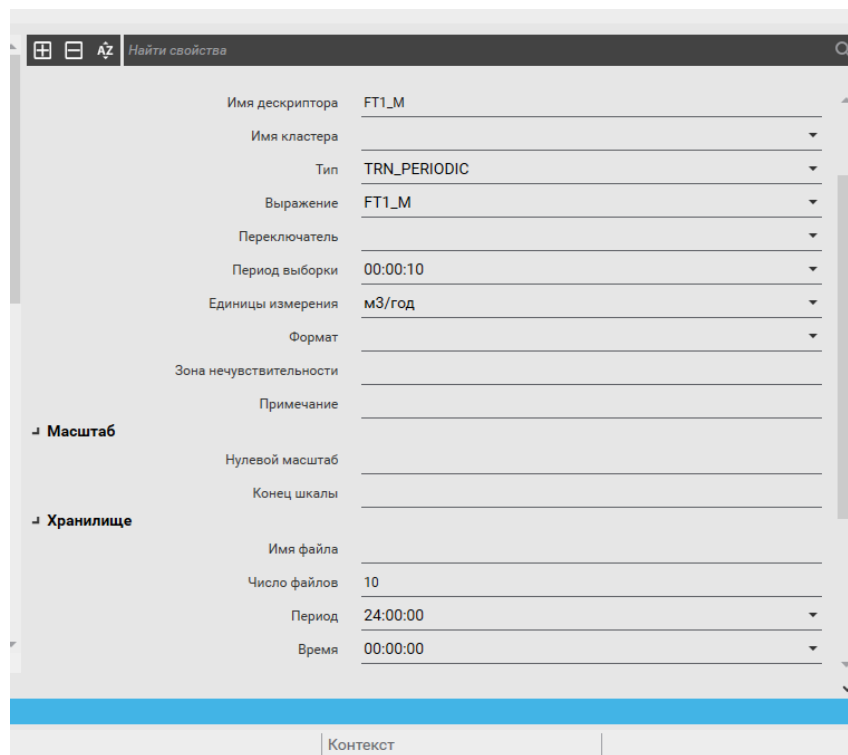 AZ Найти свойства
Имя дескриптора FT1_M
Имя кластера
Тип TRN_PERIODIC
Выражение FT1_M
Переключатель
Период выборки 00:00:10
Единицы измерения м3/год
Формат
Зона нечувствительности
Примечание
Масштаб
Нулевой масштаб
Конец шкалы
Хранилище
Имя файла
Число файлов 10
Период 24:00:00
Время 00:00:00
Контекст